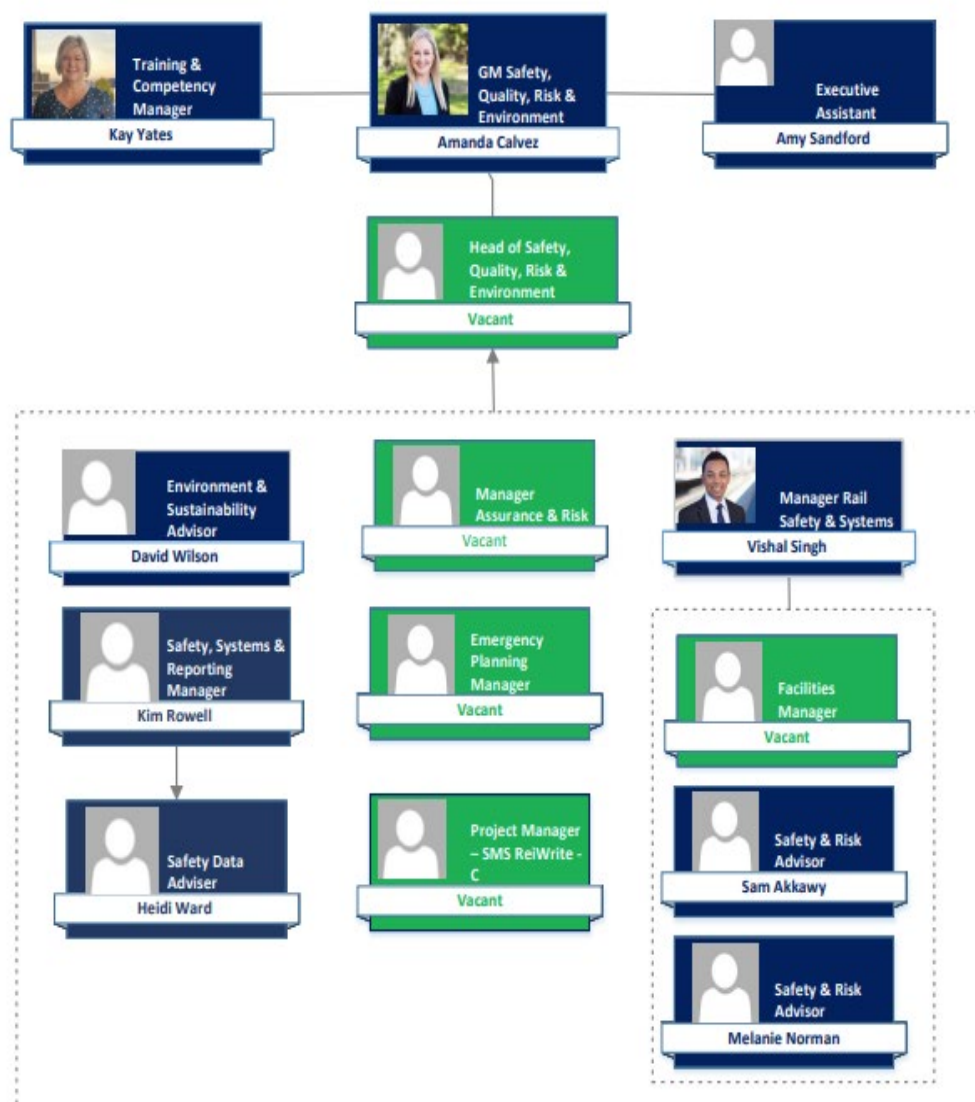 Training &
Competency
Manager
Kay Yates
GM Safety,
Quality, Risk &
Environment
Amanda Calvez
Executive
Assistant
Amy Sandford
Head of Safety,
Quality, Risk &
Environment
Vacant
Environment &
Sustainability
Advisor
David Wilson
Manager
Assurance & Risk
Vacant
Manager Rail
Safety & Systems
Vishal Singh
Safety, Systems &
Reporting
Manager
Kim Rowell
Emergency
Planning
Manager
Vacant
Facilities
Manager
Vacant
Safety Data
Adviser
Heidi Ward
Project Manager
– SMS ReiWrite -
C
Vacant
Safety & Risk
Advisor
Sam Akkawy
Safety & Risk
Advisor
Melanie Norman